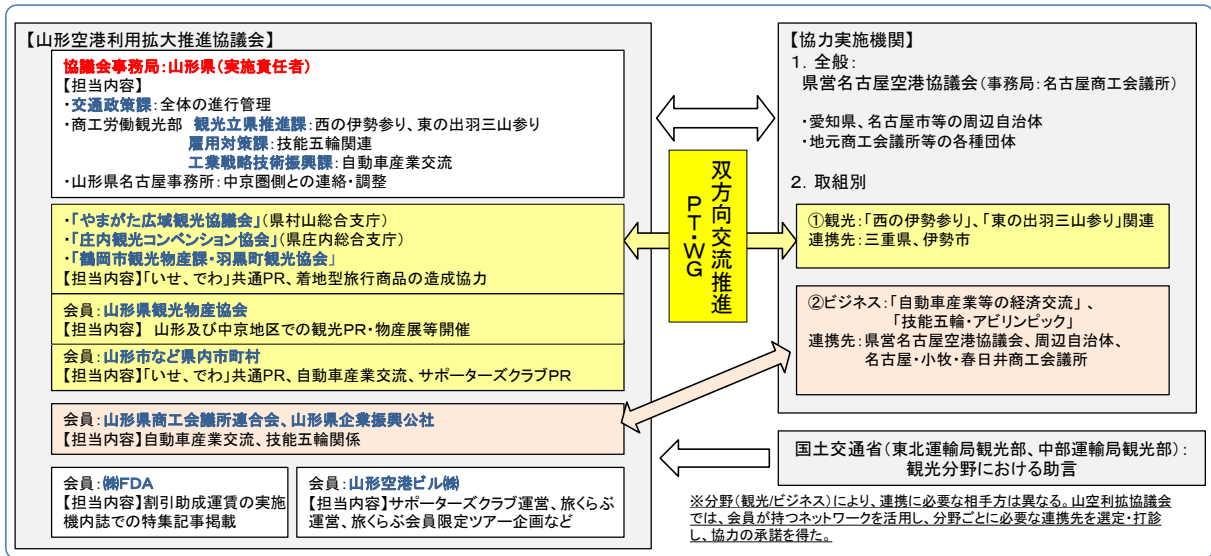 【山形空港利用拡大推進協議会】
協議会事務局:山形県(実施責任者)
【担当内容】
・交通政策課:全体の進行管理
・商工労働観光部 観光立県推進課:西の伊勢参り、東の出羽三山参り
雇用対策課:技能五輪関連
工業戦略技術振興課:自動車産業交流
・山形県名古屋事務所:中京圏側との連絡・調整
・「やまがた広域観光協議会」(県村山総合支庁)
・「庄内観光コンベンション協会」(県庄内総合支庁)
・「鶴岡市観光物産課・羽黒町観光協会」
【担当内容】「いせ、でわ」共通PR、着地型旅行商品の造成協力
会員:山形県観光物産協会
【担当内容】 山形及び中京地区での観光PR・物産展等開催
会員:山形市など県内市町村
【担当内容】「いせ、でわ」共通PR、自動車産業交流、サポーターズクラブPR
会員:山形県商工会議所連合会、山形県企業振興公社
【担当内容】自動車産業交流、技能五輪関係
会員:㈱FDA
【担当内容】割引助成運賃の実施
機内誌での特集記事掲載
会員:山形空港ビル㈱
【担当内容】サポーターズクラブ運営、旅くらぶ
運営、旅くらぶ会員限定ツアー企画など
双方向交流推進
PT・WG
【協力実施機関】
1.全般:
県営名古屋空港協議会(事務局:名古屋商工会議所)
・愛知県、名古屋市等の周辺自治体
・地元商工会議所等の各種団体
2.取組別
①観光:「西の伊勢参り」、「東の出羽三山参り」関連
連携先:三重県、伊勢市
②ビジネス:「自動車産業等の経済交流」、
「技能五輪・アビリンピック」
連携先:県営名古屋空港協議会、周辺自治体、
名古屋・小牧・春日井商工会議所
国土交通省(東北運輸局観光部、中部運輸局観光部):
観光分野における助言
※分野(観光/ビジネス)により、連携に必要な相手方は異なる。山空利拡協議会
では、会員が持つネットワークを活用し、分野ごとに必要な連携先を選定・打診
し、協力の承諾を得た。